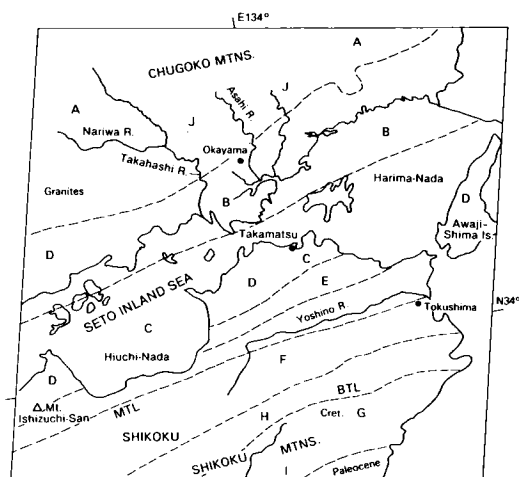 E134°
CHUGOKO MTNS.
A
A
J
J
Asahi R.
Nariwa R.
Okayama
B
Takahashi R.
Harima-Nada
Granites
B
D
Awaji-
Shima Is.
Takamatsu
D
C
D
E
SETO INLAND SEA
N34°
Yoshino R.
Tokushima
C
Hiuchi-Nada
F
D
BTL
Mt.
Ishizuchi-San
MTL
H
Cret.
G
SHIKOKU
SHIKOKU MTNS.
I
Paleocene